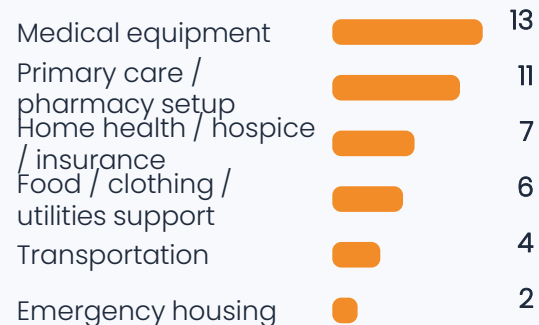 Medical equipment 13
Primary care /
pharmacy setup 11
Home health / hospice
/ insurance 7
Food / clothing /
utilities support 6
Transportation 4
Emergency housing 2